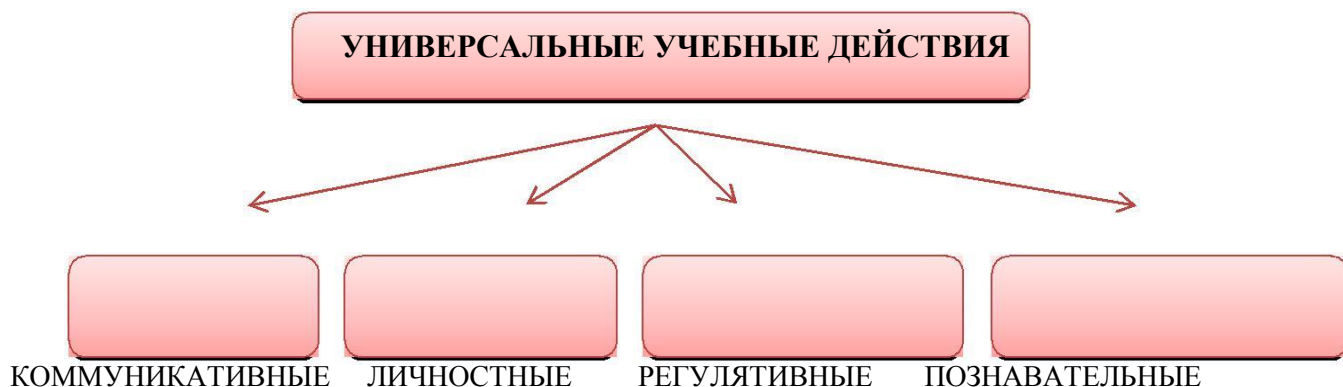 УНИВЕРСАЛЬНЫЕ УЧЕБНЫЕ ДЕЙСТВИЯ
КОММУНИКАТИВНЫЕ ЛИЧНОСТНЫЕ РЕГУЛЯТИВНЫЕ ПОЗНАВАТЕЛЬНЫЕ